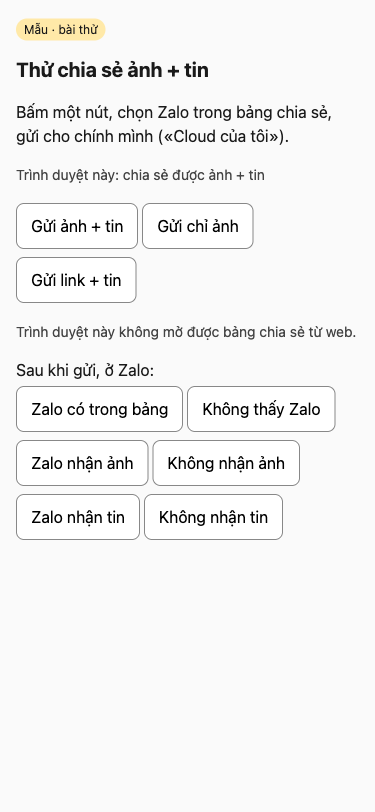 Mẫu · bài thử
Thử chia sẻ ảnh + tin
Bấm một nút, chọn Zalo trong bảng chia sẻ,
gửi cho chính mình («Cloud của tôi»).
Trình duyệt này: chia sẻ được ảnh + tin
Gửi ảnh + tin
Gửi chỉ ảnh
Gửi link + tin
Trình duyệt này không mở được bảng chia sẻ từ web.
Sau khi gửi, ở Zalo:
Zalo có trong bảng
Không thấy Zalo
Zalo nhận ảnh
Không nhận ảnh
Zalo nhận tin
Không nhận tin